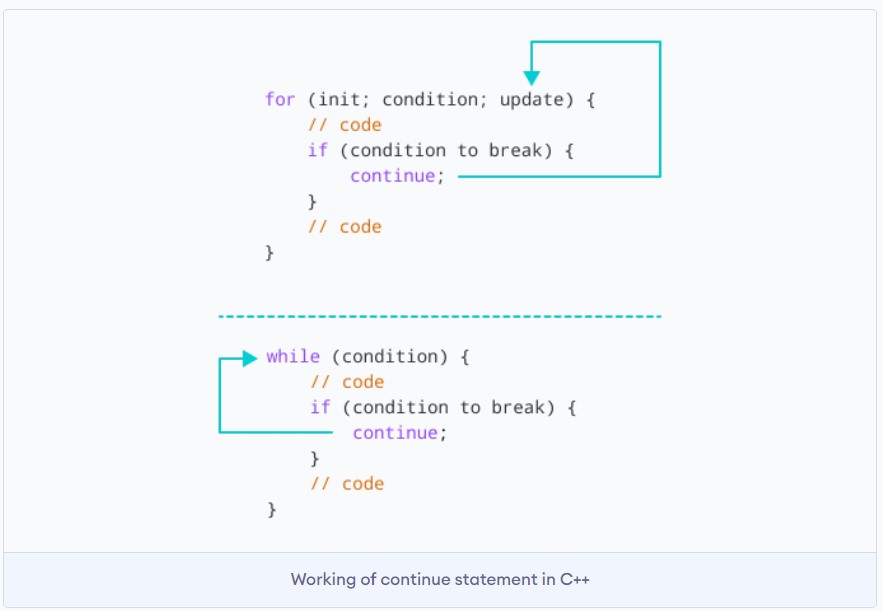 for (init; condition; update) {
    // code
    if (condition to break) {
        continue;
    }
    // code
}
while (condition) {
    // code
    if (condition to break) {
        continue;
    }
    // code
}
Working of continue statement in C++